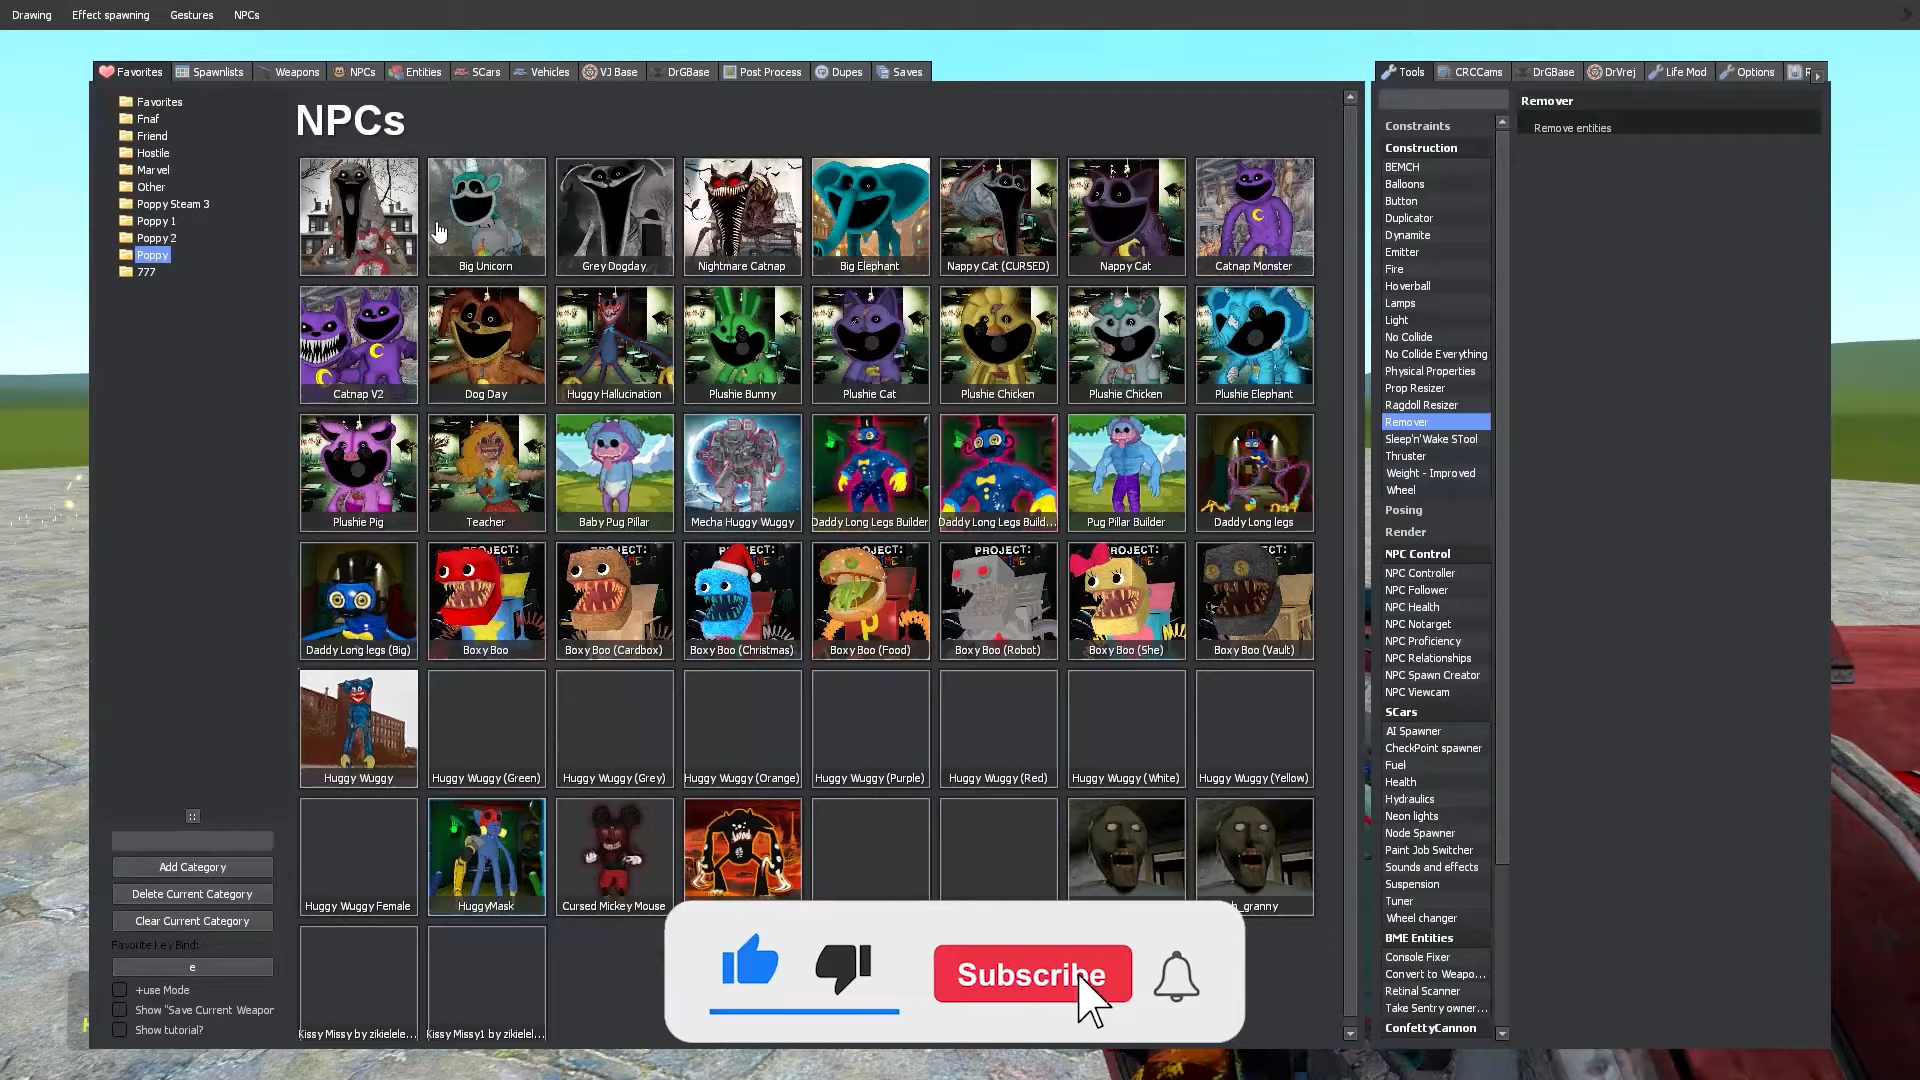 Drawing Effect spawning Gestures NPCs
Favorites Spawnlists Weapons NPCs Entities SCars Vehicles VJ Base DrGBase Post Process Dupes Saves
Favorites
Fnaf
Friend
Hostile
Marvel
Other
Poppy Steam 3
Poppy 1
Poppy 2
Poppy
777
NPCs
Big Unicorn Grey Dogday Nightmare Catnap Big Elephant Nappy Cat (CURSED) Nappy Cat Catnap Monster
Catnap V2 Dog Day Huggy Hallucination Plushie Bunny Plushie Cat Plushie Chicken Plushie Chicken Plushie Elephant
Plushie Pig Teacher Baby Pug Pillar Mecha Huggy Wuggy Daddy Long Legs Builder Daddy Long Legs Build... Pug Pillar Builder Daddy Long legs
PROJECT: PROJECT: PROJECT: PROJECT:
Daddy Long legs (Big) Boxy Boo Boxy Boo (Cardbox) Boxy Boo (Christmas) Boxy Boo (Food) Boxy Boo (Robot) Boxy Boo (She) Boxy Boo (Vault)
Huggy Wuggy Huggy Wuggy (Green) Huggy Wuggy (Grey) Huggy Wuggy (Orange) Huggy Wuggy (Purple) Huggy Wuggy (Red) Huggy Wuggy (White) Huggy Wuggy (Yellow)
Huggy Wuggy Female HuggyMask Cursed Mickey Mouse
Kissy Missy by zikielele... Kissy Missy1 by zikielel...
Add Category
Delete Current Category
Clear Current Category
Favorite Key Bind:
e
+use Mode
Show "Save Current Weapon
Show tutorial?
Subscribe
Tools CRCCams DrGBase DrVrej Life Mod Options
Constraints
Construction
BEMCH
Balloons
Button
Duplicator
Dynamite
Emitter
Fire
Hoverball
Lamps
Light
No Collide
No Collide Everything
Physical Properties
Prop Resizer
Ragdoll Resizer
Remover
Sleep'n'Wake STool
Thruster
Weight - Improved
Wheel
Posing
Render
NPC Control
NPC Controller
NPC Follower
NPC Health
NPC Notarget
NPC Proficiency
NPC Relationships
NPC Spawn Creator
NPC Viewcam
SCars
AI Spawner
CheckPoint spawner
Fuel
Health
Hydraulics
Neon lights
Node Spawner
Paint Job Switcher
Sounds and effects
Suspension
Tuner
Wheel changer
BME Entities
Console Fixer
Convert to Weapo...
Retinal Scanner
Take Sentry owner...
ConfettyCannon
Remover
Remove entities